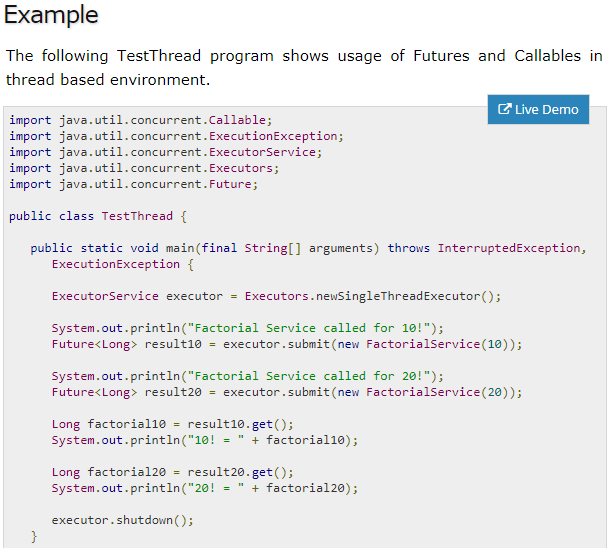 Example
The following TestThread program shows usage of Futures and Callables in
thread based environment.
Live Demo
import java.util.concurrent.Callable;
import java.util.concurrent.ExecutionException;
import java.util.concurrent.ExecutorService;
import java.util.concurrent.Executors;
import java.util.concurrent.Future;

public class TestThread {

   public static void main(final String[] arguments) throws InterruptedException,
      ExecutionException {

      ExecutorService executor = Executors.newSingleThreadExecutor();

      System.out.println("Factorial Service called for 10!");
      Future<Long> result10 = executor.submit(new FactorialService(10));

      System.out.println("Factorial Service called for 20!");
      Future<Long> result20 = executor.submit(new FactorialService(20));

      Long factorial10 = result10.get();
      System.out.println("10! = " + factorial10);

      Long factorial20 = result20.get();
      System.out.println("20! = " + factorial20);

      executor.shutdown();
   }